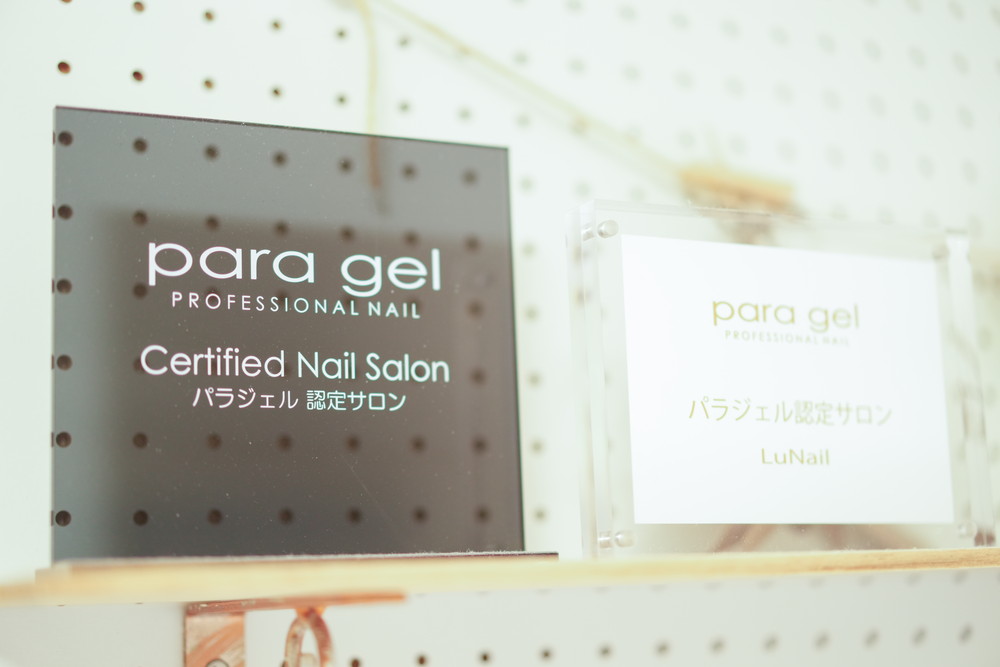 para gel
PROFESSIONAL NAIL
Certified Nail Salon
パラジェル 認定サロン
para gel
PROFESSIONAL NAIL
パラジェル認定サロン
LuNail